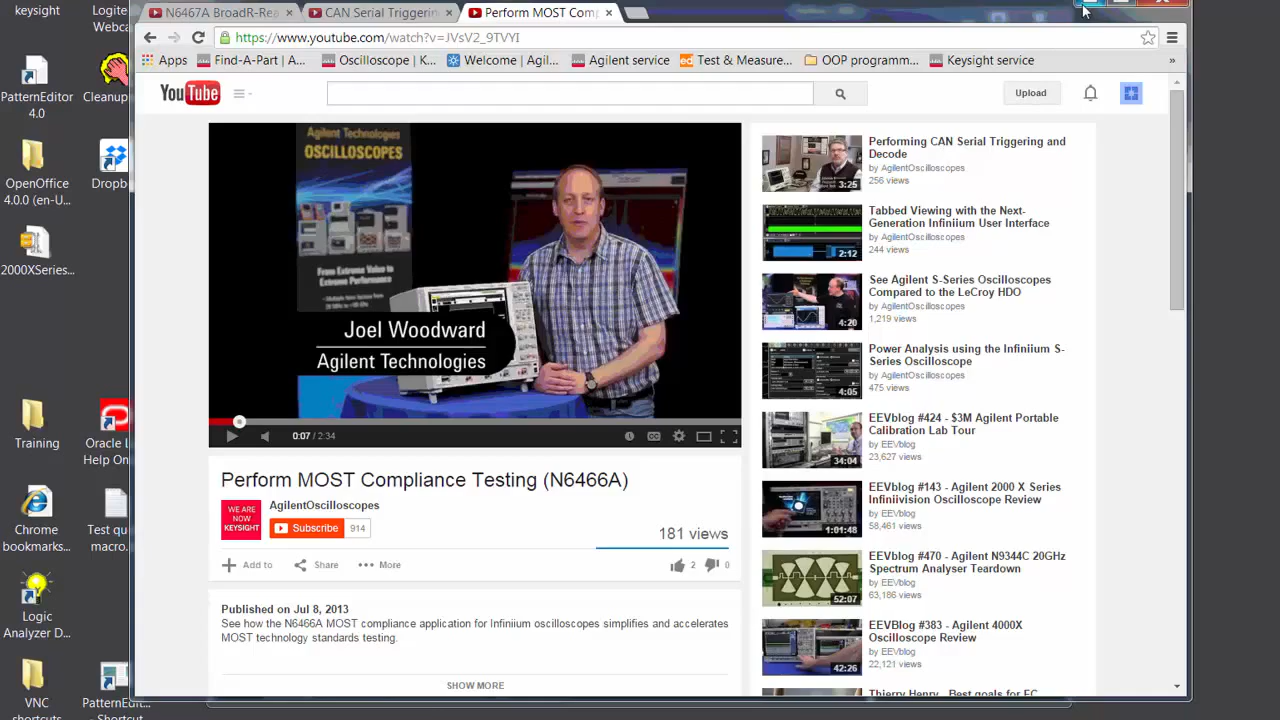 keysight
Logite
Webca
PatternEditor
4.0
Cleanup
OpenOffice
4.0.0 (en-U...
Dropb
2000XSeries...
Training
Oracle
Help On
Chrome
bookmarks...
Test qu
macro.
Logic
Analyzer D...
VNC
shortcuts
PatternEdit...
Shortcut
N6467A BroadR-Rea
CAN Serial Triggerin
Perform MOST Comp
https://www.youtube.com/watch?v=JVsV2_9TVYI
Apps
Find-A-Part | A...
Oscilloscope | K...
Welcome | Agil...
Agilent service
ed Test & Measure...
OOP programm...
Keysight service
»
YouTube
Upload
Agilent Technologies
OSCILLOSCOPES
From Extreme Value to
Extreme Performance
Joel Woodward
Agilent Technologies
0:07 / 2:34
Perform MOST Compliance Testing (N6466A)
WE ARE
NOW
KEYSIGHT
AgilentOscilloscopes
Subscribe 914
181 views
Add to
Share
More
2
0
Published on Jul 8, 2013
See how the N6466A MOST compliance application for Infiniium oscilloscopes simplifies and accelerates
MOST technology standards testing.
SHOW MORE
3:25
Performing CAN Serial Triggering and
Decode
by AgilentOscilloscopes
256 views
2:12
Tabbed Viewing with the Next-
Generation Infiniium User Interface
by AgilentOscilloscopes
244 views
4:20
See Agilent S-Series Oscilloscopes
Compared to the LeCroy HDO
by AgilentOscilloscopes
1,219 views
4:05
Power Analysis using the Infiniium S-
Series Oscilloscope
by AgilentOscilloscopes
475 views
34:04
EEVblog #424 - $3M Agilent Portable
Calibration Lab Tour
by EEVblog
23,627 views
1:01:48
EEVblog #143 - Agilent 2000 X Series
Infiniivision Oscilloscope Review
by EEVblog
58,461 views
52:07
EEVblog #470 - Agilent N9344C 20GHz
Spectrum Analyser Teardown
by EEVblog
63,186 views
42:26
EEVBlog #383 - Agilent 4000X
Oscilloscope Review
by EEVblog
22,121 views
Thierry Henry - Best goals for FC